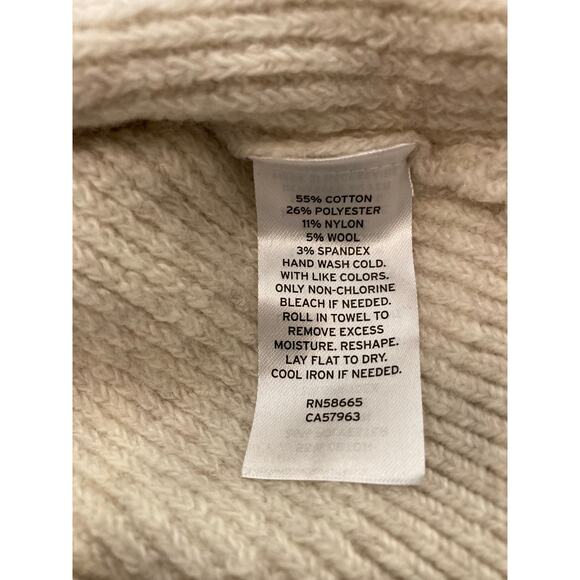 55% COTTON
26% POLYESTER
11% NYLON
5% WOOL
3% SPANDEX
HAND WASH COLD.
WITH LIKE COLORS.
ONLY NON-CHLORINE
BLEACH IF NEEDED.
ROLL IN TOWEL TO
REMOVE EXCESS
MOISTURE. RESHAPE.
LAY FLAT TO DRY.
COOL IRON IF NEEDED.
RN58665
CA57963